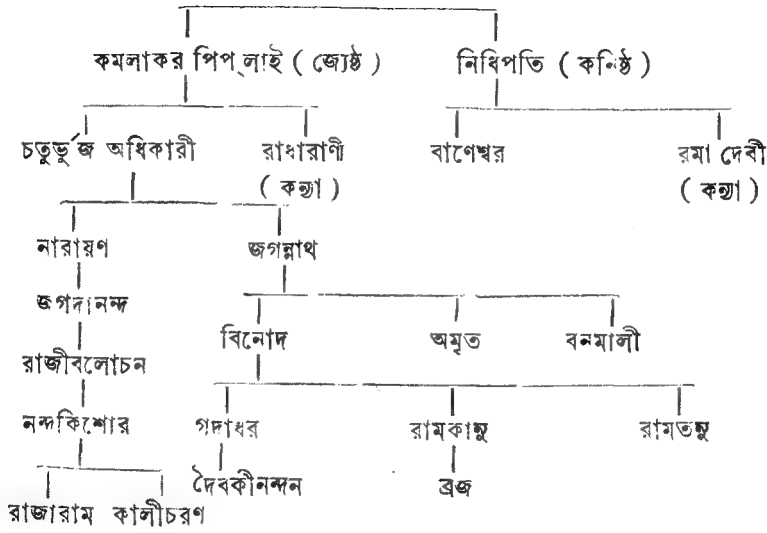 কমলাকর পিপ্‌লাই ( জ্যেষ্ঠ ) নিধিপতি ( কনিষ্ঠ )
চতুর্ভুজ অধিকারী রাধারাণী বাণেশ্বর রমা দেবী
( কন্যা ) ( কন্যা )
নারায়ণ জগন্নাথ
জগদানন্দ
বিনোদ অমৃত বনমালী
রাজীবলোচন
নন্দকিশোর গদাধর রামকানু রামতনু
দৈবকীনন্দন ব্রজ
রাজারাম কালীচরণ